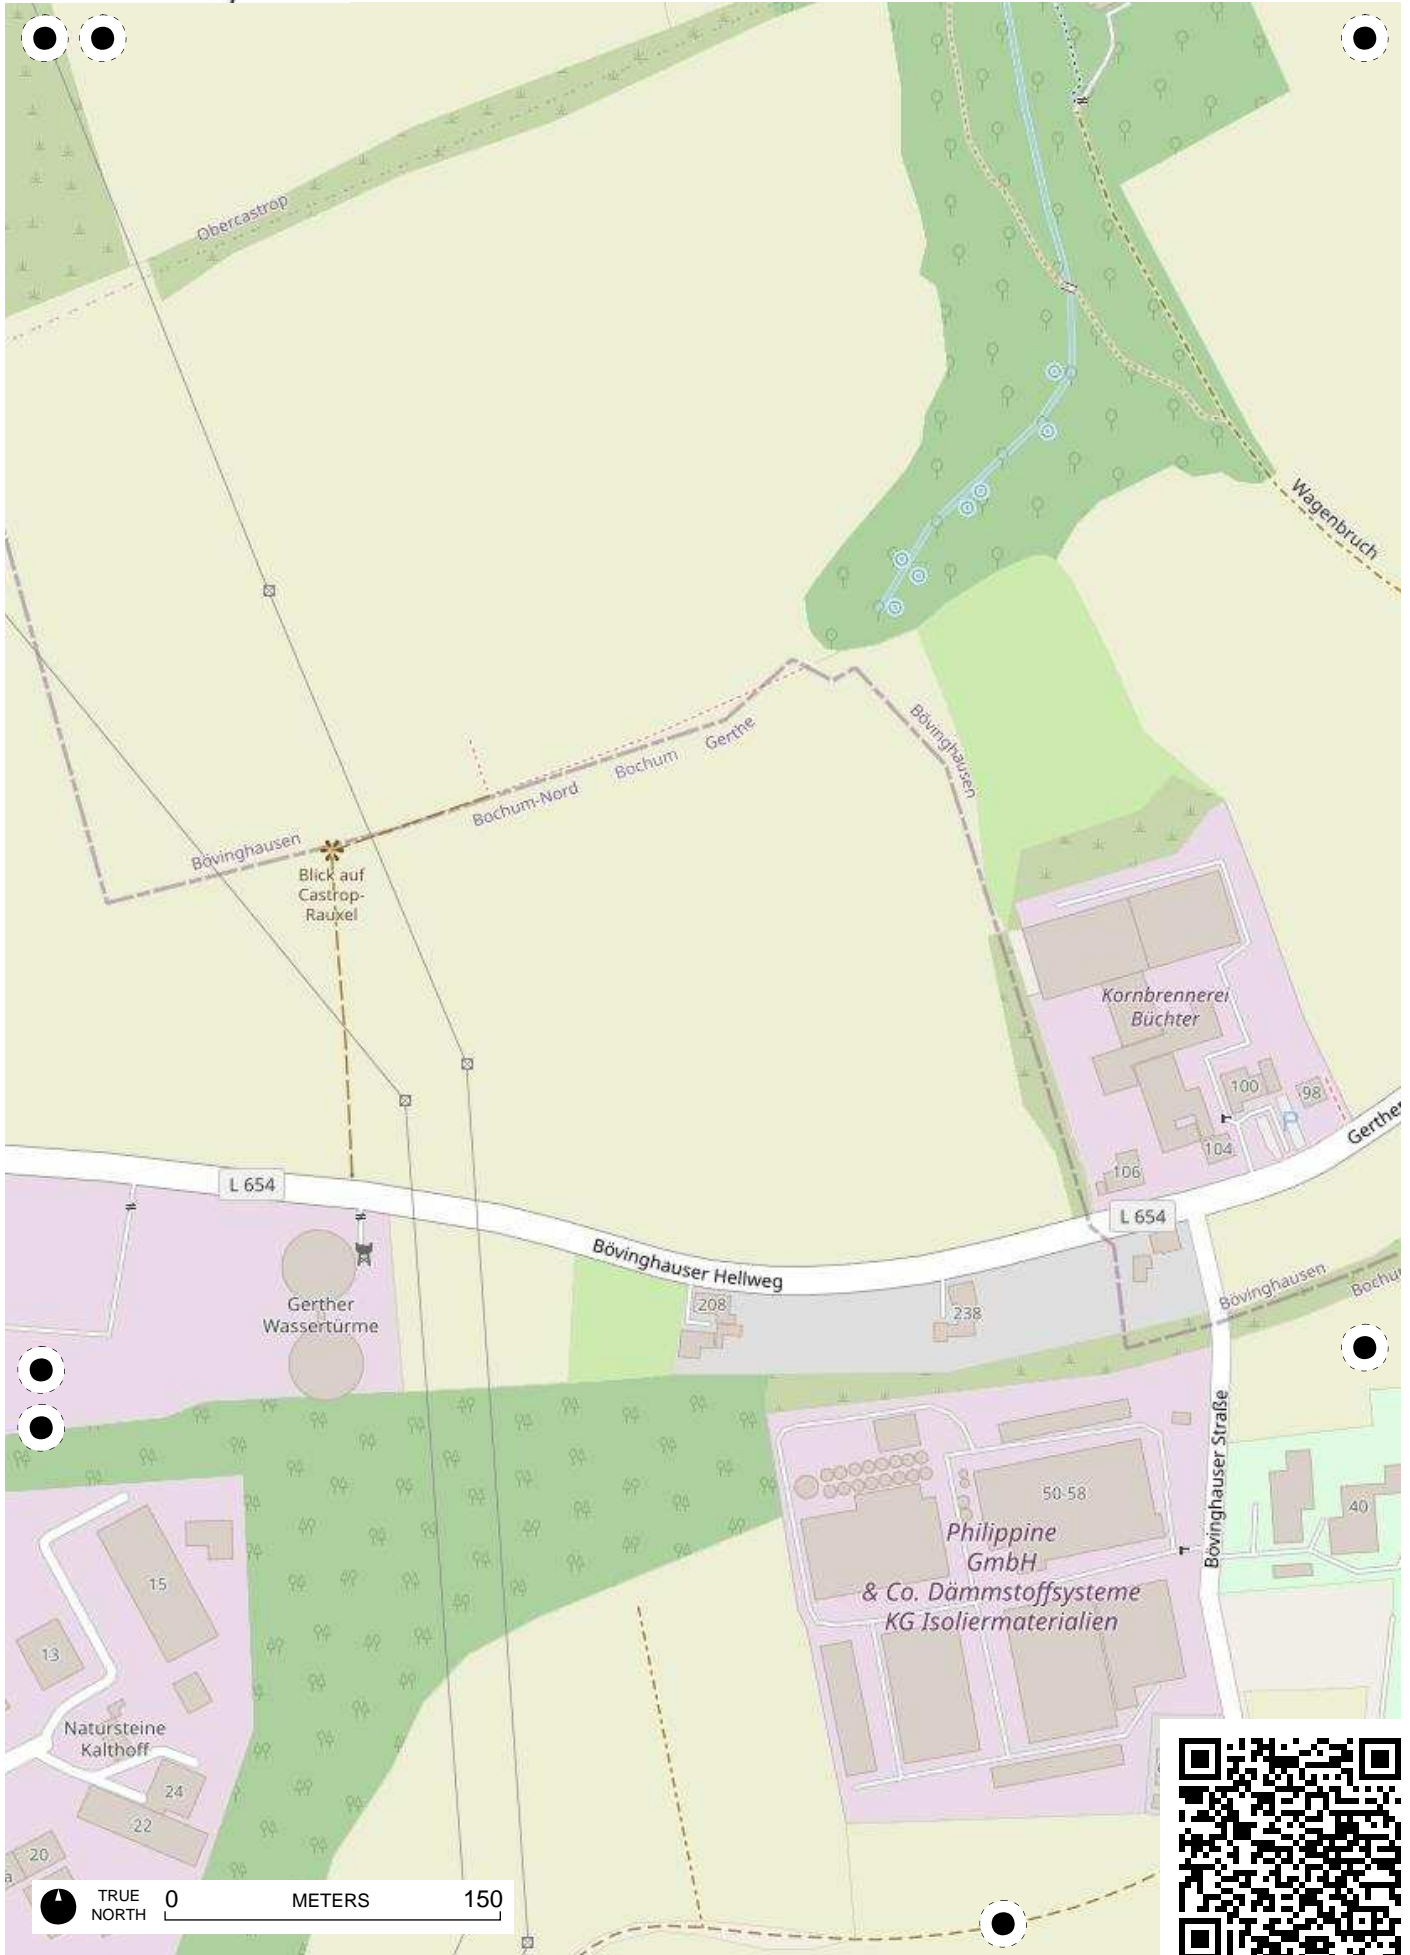 Obercastrop
Wagenbruch
Bövinghausen
Gerthe
Bochum
Bochum-Nord
Bövinghausen
Blick auf
Castrop-
Rauxel
Kornbrennerei
Büchter
100
98
P
104
106
Gerther
L 654
L 654
Bövinghauser Hellweg
Gerther
Wassertürme
208
238
Bövinghausen
Bochu
Bövinghauser Straße
50-58
40
Philippine
GmbH
& Co. Dämmstoffsysteme
KG Isoliermaterialien
15
13
Natursteine
Kalthoff
24
22
20
a
TRUE
NORTH
0 METERS 150